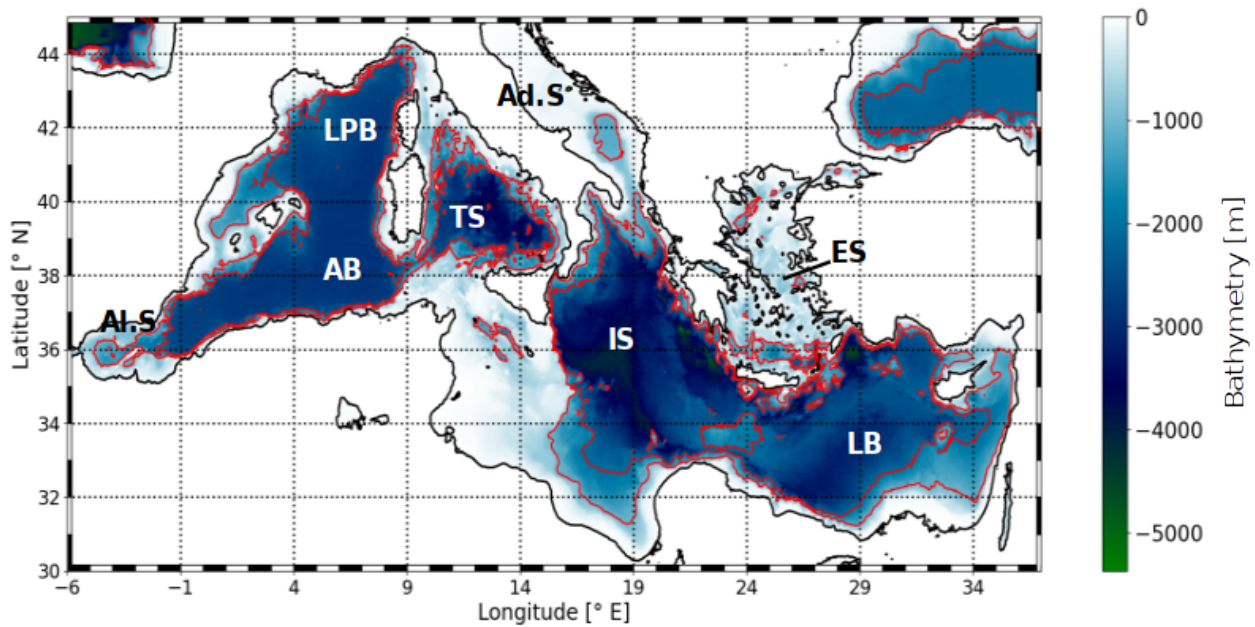 44
42
40
38
36
34
32
30
−6
−1
4
9
14
19
24
29
34
Latitude [° N]
Longitude [° E]
LPB
Ad.S
TS
AB
ES
Al.S
IS
LB
0
−1000
−2000
−3000
−4000
−5000
Bathymetry [m]